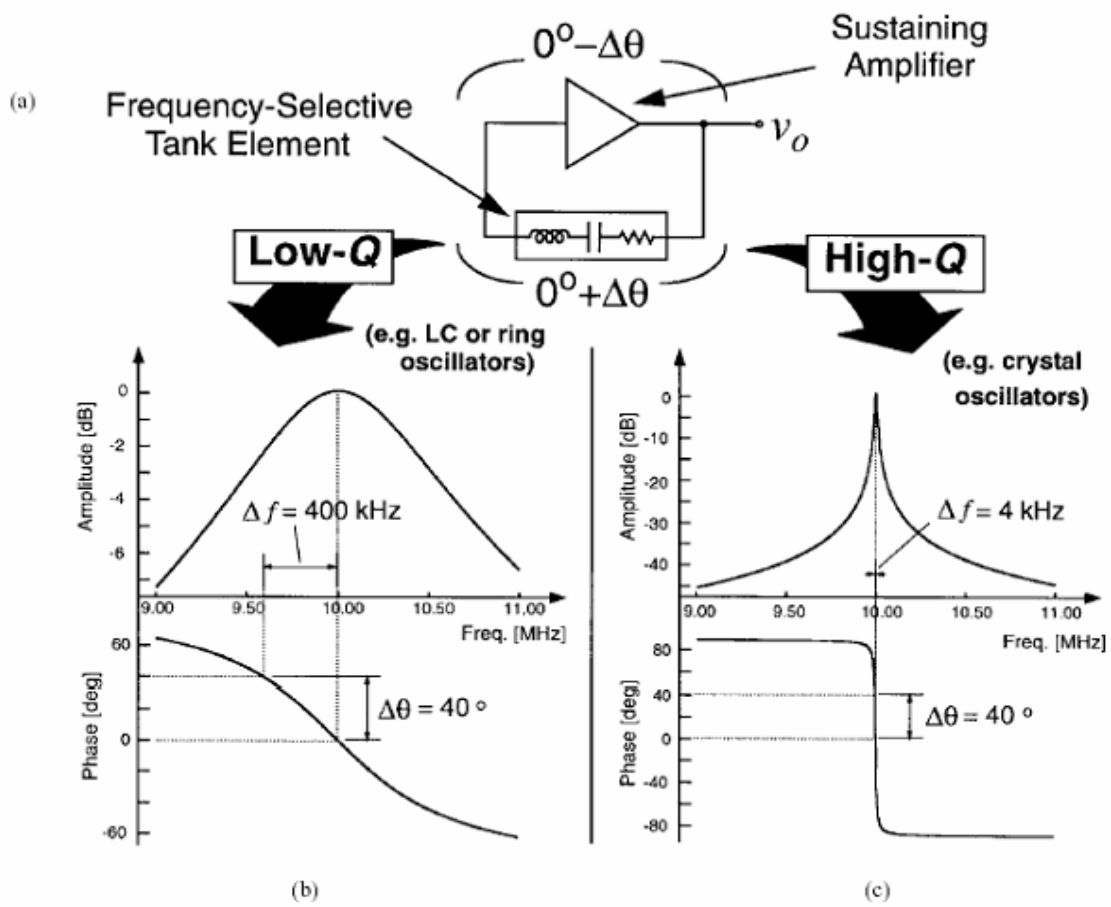 (a)
0°−Δθ
Sustaining
Amplifier
Frequency-Selective
Tank Element
v_o
Low-Q
0°+Δθ
High-Q
(e.g. LC or ring
oscillators)
(e.g. crystal
oscillators)
Amplitude [dB]
0
-2
-4
-6
Δf = 400 kHz
9.00
9.50
10.00
10.50
11.00
Freq. [MHz]
Phase [deg]
60
0
-60
Δθ = 40°
(b)
Amplitude [dB]
0
-10
-20
-30
-40
Δf = 4 kHz
9.00
9.50
10.00
10.50
11.00
Freq. [MHz]
Phase [deg]
80
40
0
-40
-80
Δθ = 40°
(c)